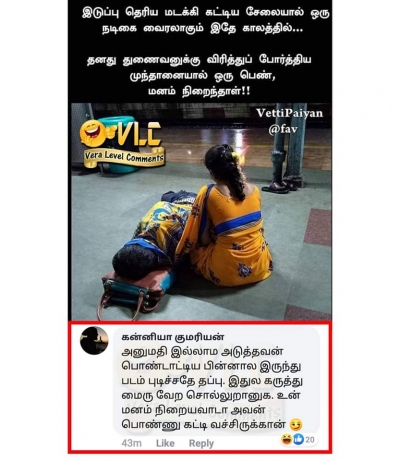 இடுப்பு தெரிய மடக்கி கட்டிய சேலையால் ஒரு
நடிகை வைரலாகும் இதே காலத்தில்...
தனது துணைவனுக்கு விரித்துப் போர்த்திய
முந்தானையால் ஒரு பெண்,
மனம் நிறைந்தாள்!!
VettiPaiyan
@fav
VLC
Vera Level Comments
கன்னியா குமரியன்
அனுமதி இல்லாம அடுத்தவன்
பொண்டாட்டிய பின்னால இருந்து
படம் புடிச்சதே தப்பு. இதுல கருத்து
மைரு வேற சொல்லுறானுக. உன்
மனம் நிறையவாடா அவன்
பொண்ணு கட்டி வச்சிருக்கான் 😏
43m Like Reply 20